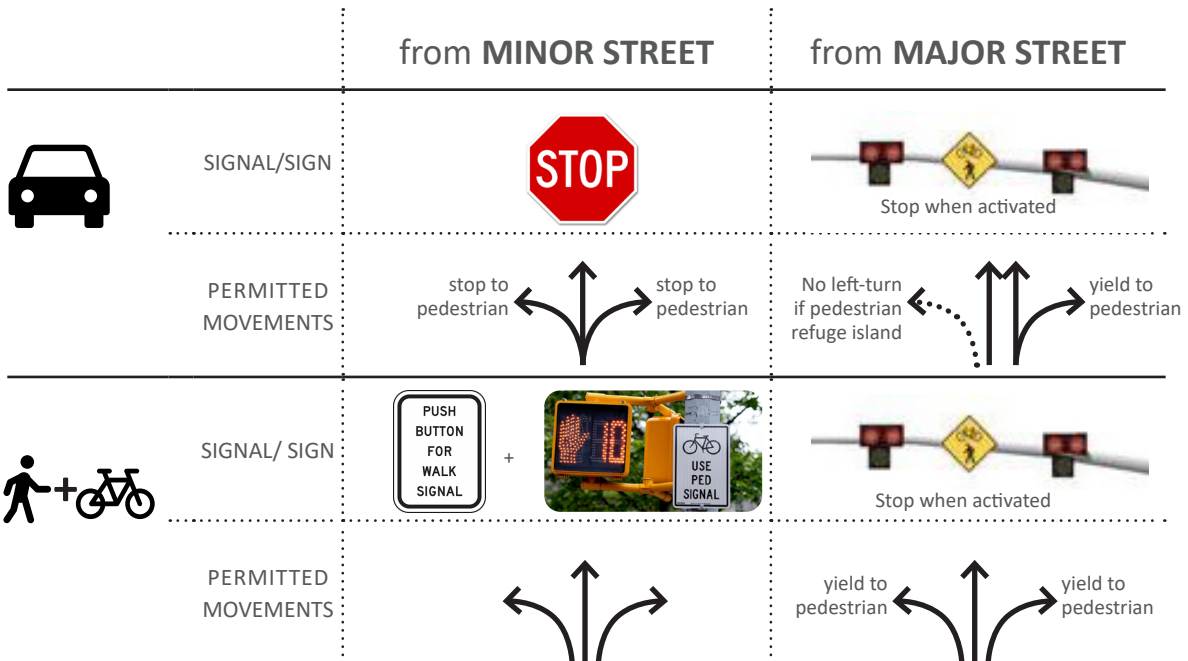 from MINOR STREET
from MAJOR STREET
SIGNAL/SIGN
STOP
Stop when activated
PERMITTED
MOVEMENTS
stop to
pedestrian
stop to
pedestrian
No left-turn
if pedestrian
refuge island
yield to
pedestrian
SIGNAL/ SIGN
PUSH
BUTTON
FOR
WALK
SIGNAL
+
10
USE
PED
SIGNAL
Stop when activated
+
PERMITTED
MOVEMENTS
yield to
pedestrian
yield to
pedestrian